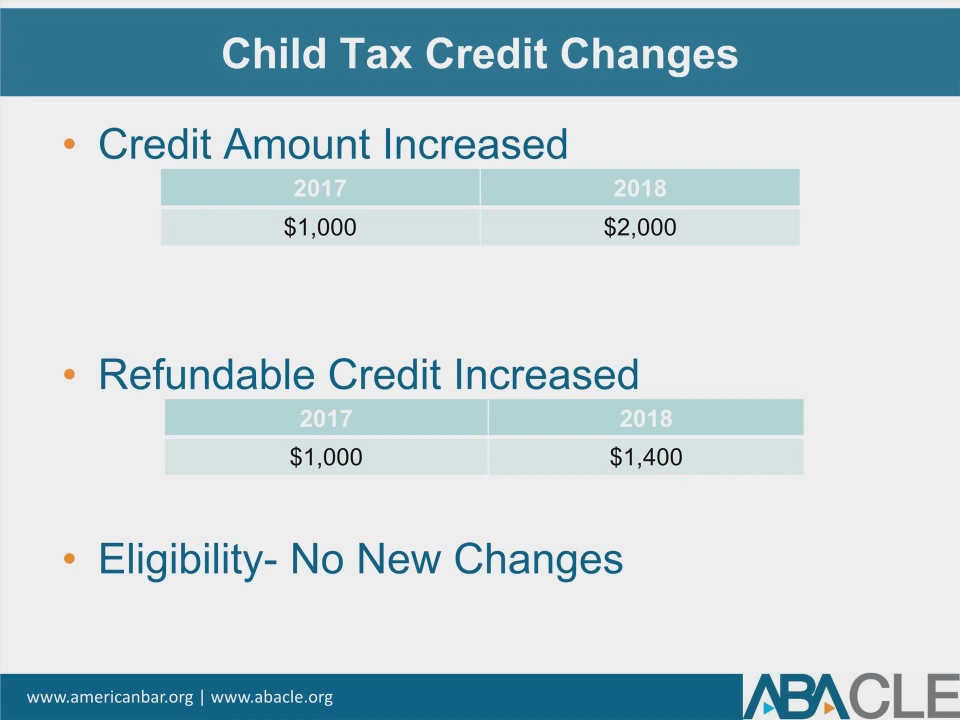 Child Tax Credit Changes
• Credit Amount Increased
2017 2018
$1,000 $2,000
• Refundable Credit Increased
2017 2018
$1,000 $1,400
• Eligibility- No New Changes
www.americanbar.org | www.abacle.org
ABACLE